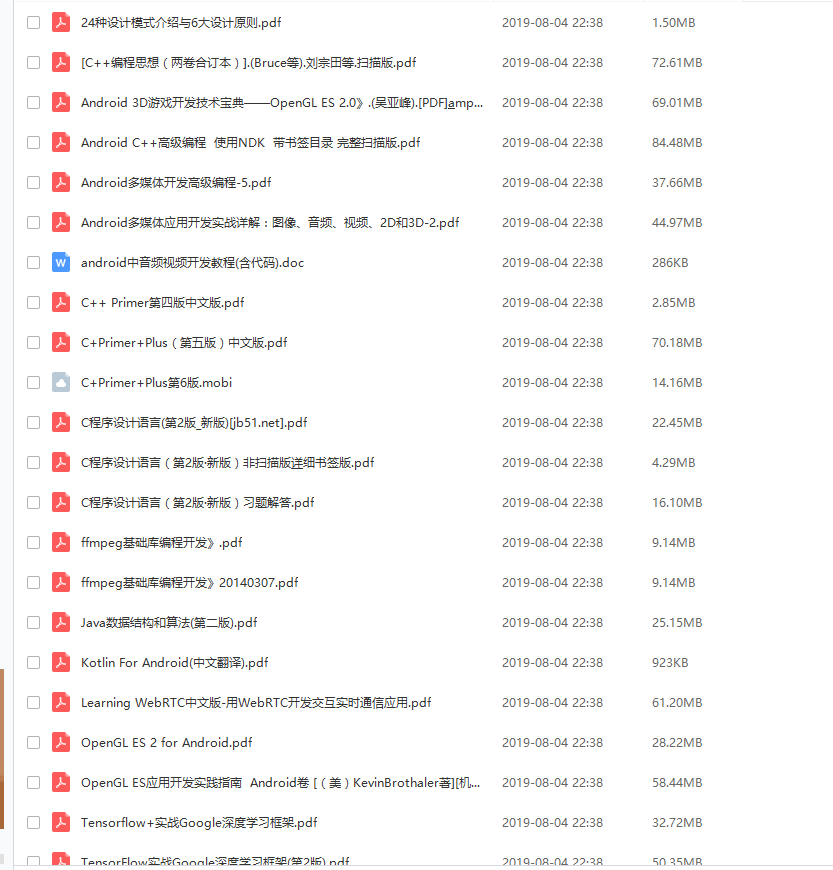 24种设计模式介绍与6大设计原则.pdf 2019-08-04 22:38 1.50MB
[C++编程思想（两卷合订本）].(Bruce等).刘宗田等.扫描版.pdf 2019-08-04 22:38 72.61MB
Android 3D游戏开发技术宝典——OpenGL ES 2.0》.(吴亚峰).[PDF]&amp... 2019-08-04 22:38 69.01MB
Android C++高级编程 使用NDK 带书签目录 完整扫描版.pdf 2019-08-04 22:38 84.48MB
Android多媒体开发高级编程-5.pdf 2019-08-04 22:38 37.66MB
Android多媒体应用开发实战详解：图像、音频、视频、2D和3D-2.pdf 2019-08-04 22:38 44.97MB
W android中音频视频开发教程(含代码).doc 2019-08-04 22:38 286KB
C++ Primer第四版中文版.pdf 2019-08-04 22:38 2.85MB
C+Primer+Plus（第五版）中文版.pdf 2019-08-04 22:38 70.18MB
C+Primer+Plus第6版.mobi 2019-08-04 22:38 14.16MB
C程序设计语言(第2版_新版)[jb51.net].pdf 2019-08-04 22:38 22.45MB
C程序设计语言（第2版·新版）非扫描版详细书签版.pdf 2019-08-04 22:38 4.29MB
C程序设计语言（第2版·新版）习题解答.pdf 2019-08-04 22:38 16.10MB
ffmpeg基础库编程开发》.pdf 2019-08-04 22:38 9.14MB
ffmpeg基础库编程开发》20140307.pdf 2019-08-04 22:38 9.14MB
Java数据结构和算法(第二版).pdf 2019-08-04 22:38 25.15MB
Kotlin For Android(中文翻译).pdf 2019-08-04 22:38 923KB
Learning WebRTC中文版-用WebRTC开发交互实时通信应用.pdf 2019-08-04 22:38 61.20MB
OpenGL ES 2 for Android.pdf 2019-08-04 22:38 28.22MB
OpenGL ES应用开发实践指南 Android卷 [（美）KevinBrothaler著][机... 2019-08-04 22:38 58.44MB
Tensorflow+实战Google深度学习框架.pdf 2019-08-04 22:38 32.72MB
TensorFlow实战Google深度学习框架(第2版).pdf 2019-08-04 22:38 50.35MB